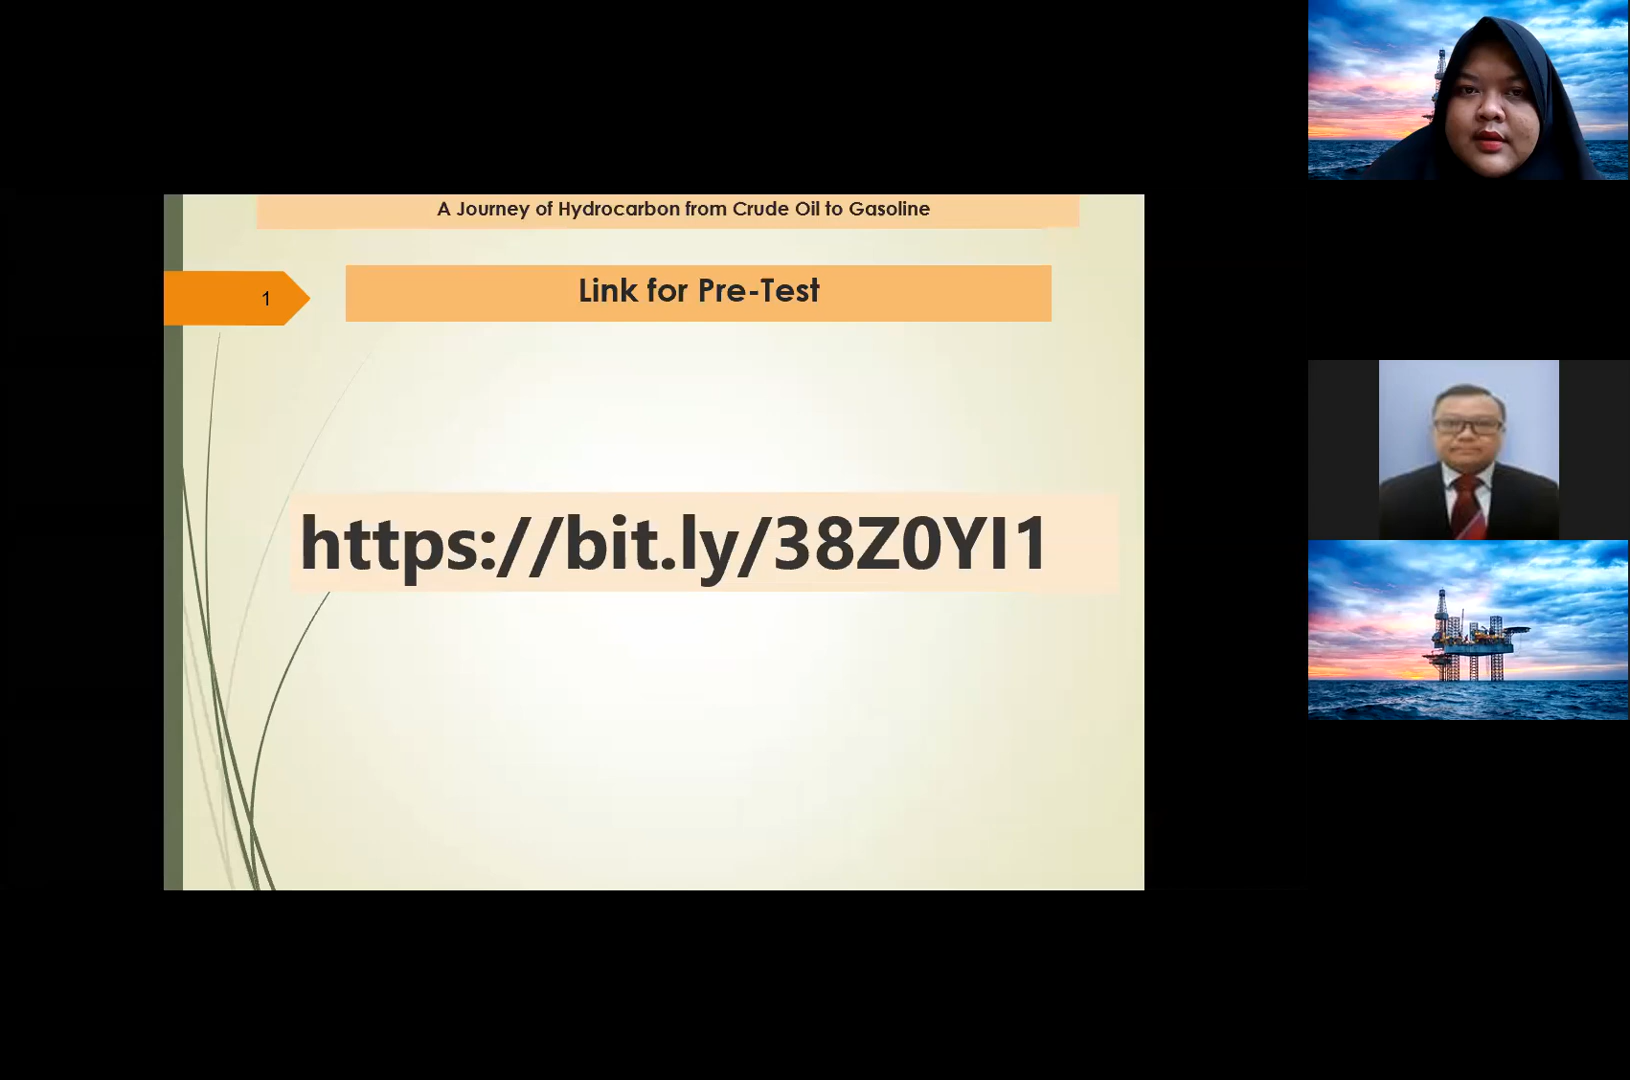 A Journey of Hydrocarbon from Crude Oil to Gasoline
1
Link for Pre-Test
https://bit.ly/38Z0YI1